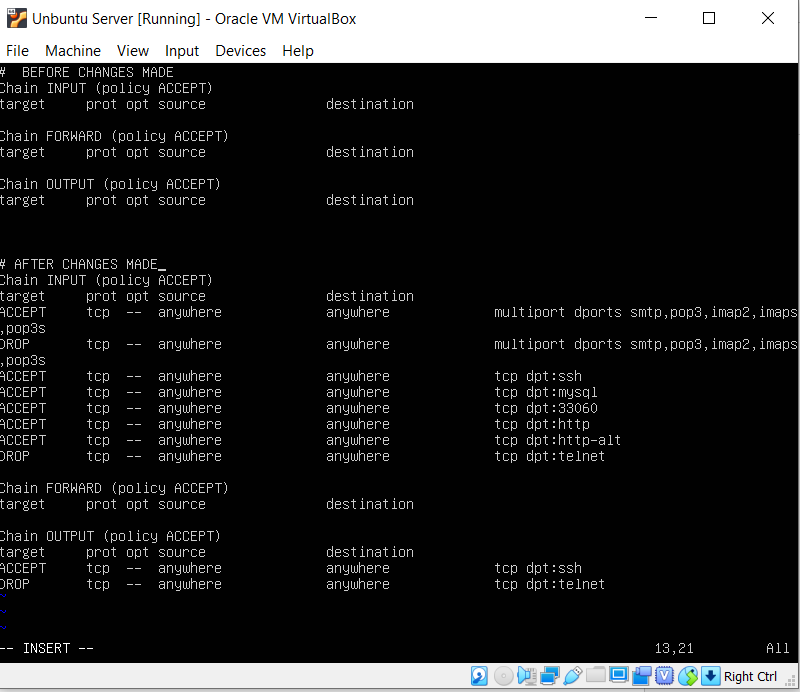 Unbuntu Server [Running] - Oracle VM VirtualBox
File Machine View Input Devices Help
# BEFORE CHANGES MADE
Chain INPUT (policy ACCEPT)
target prot opt source destination
Chain FORWARD (policy ACCEPT)
target prot opt source destination
Chain OUTPUT (policy ACCEPT)
target prot opt source destination
# AFTER CHANGES MADE_
Chain INPUT (policy ACCEPT)
target prot opt source destination
ACCEPT tcp -- anywhere anywhere multiport dports smtp,pop3,imap2,imaps
,pop3s
DROP tcp -- anywhere anywhere multiport dports smtp,pop3,imap2,imaps
,pop3s
ACCEPT tcp -- anywhere anywhere tcp dpt:ssh
ACCEPT tcp -- anywhere anywhere tcp dpt:mysql
ACCEPT tcp -- anywhere anywhere tcp dpt:33060
ACCEPT tcp -- anywhere anywhere tcp dpt:http
ACCEPT tcp -- anywhere anywhere tcp dpt:http-alt
DROP tcp -- anywhere anywhere tcp dpt:telnet
Chain FORWARD (policy ACCEPT)
target prot opt source destination
Chain OUTPUT (policy ACCEPT)
target prot opt source destination
ACCEPT tcp -- anywhere anywhere tcp dpt:ssh
DROP tcp -- anywhere anywhere tcp dpt:telnet
~
~
~
-- INSERT -- 13,21 All
Right Ctrl